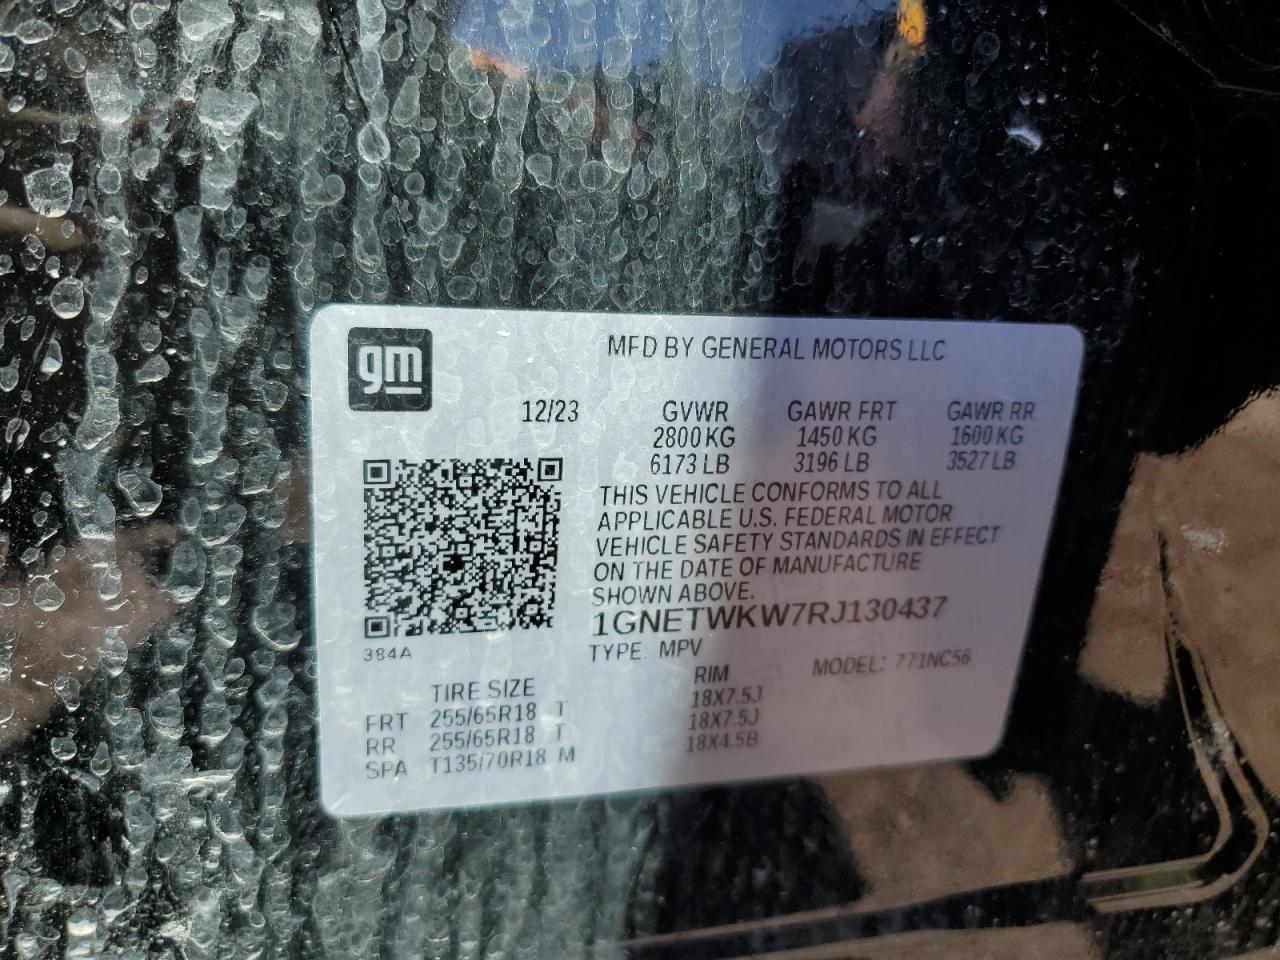 gm
MFD BY GENERAL MOTORS LLC
12/23 GVWR GAWR FRT GAWR RR
2800 KG 1450 KG 1600 KG
6173 LB 3196 LB 3527 LB
THIS VEHICLE CONFORMS TO ALL
APPLICABLE U.S. FEDERAL MOTOR
VEHICLE SAFETY STANDARDS IN EFFECT
ON THE DATE OF MANUFACTURE
SHOWN ABOVE.
1GNETWKW7RJ130437
384A
TYPE: MPV MODEL: 771NC56
TIRE SIZE RIM
FRT 255/65R18 T 18X7.5J
RR 255/65R18 T 18X7.5J
SPA T135/70R18 M 18X4.5B